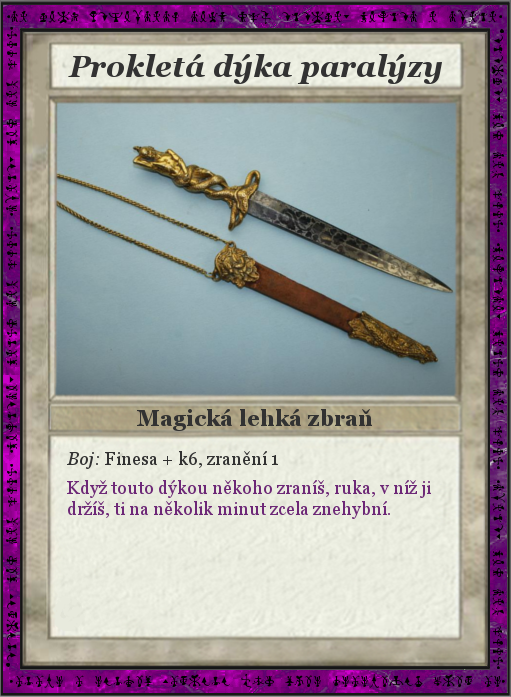 Prokletá dýka paralýzy
Magická lehká zbraň
Boj: Finesa + k6, zranění 1
Když touto dýkou někoho zraníš, ruka, v níž ji
držíš, ti na několik minut zcela znehybní.